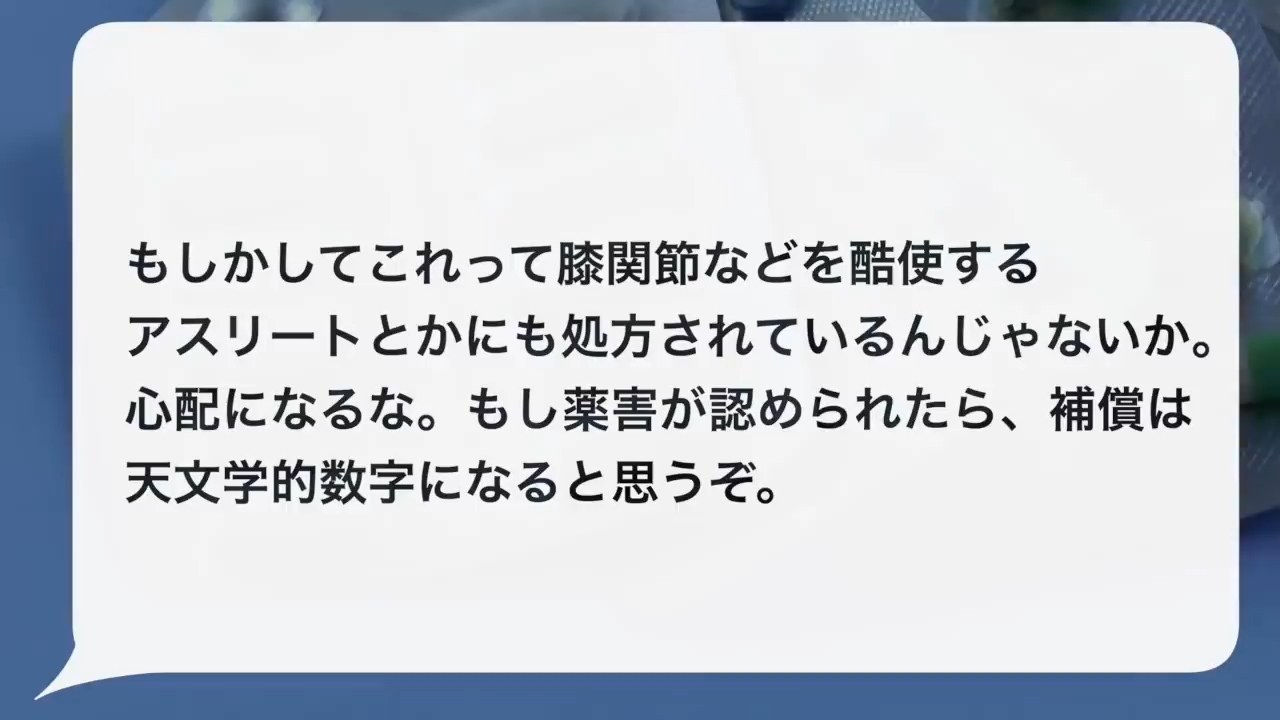 もしかしてこれって膝関節などを酷使する
アスリートとかにも処方されているんじゃないか。
心配になるな。もし薬害が認められたら、補償は
天文学的数字になると思うぞ。